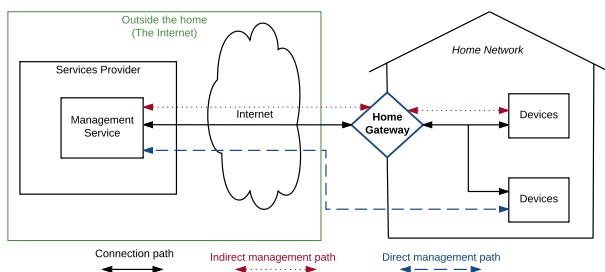 Outside the home
(The Internet)
Services Provider
Management
Service
Internet
Home Network
Home
Gateway
Devices
Devices
Connection path
Indirect management path
Direct management path